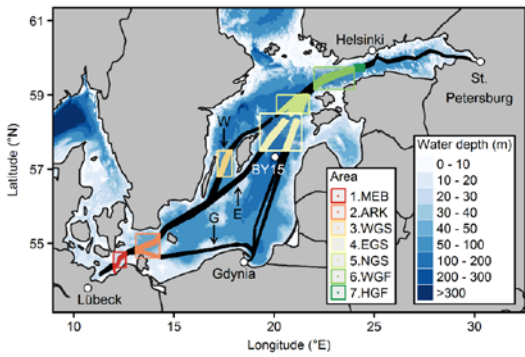 61
59
57
55
Latitude (°N)
10
15
20
25
30
Longitude (°E)
Helsinki
St.
Petersburg
W
BY15
G
E
Gdynia
Lübeck
Area
1.MEB
2.ARK
3.WGS
4.EGS
5.NGS
6.WGF
7.HGF
Water depth (m)
0 - 10
10 - 20
20 - 30
30 - 40
40 - 50
50 - 100
100 - 200
200 - 300
>300